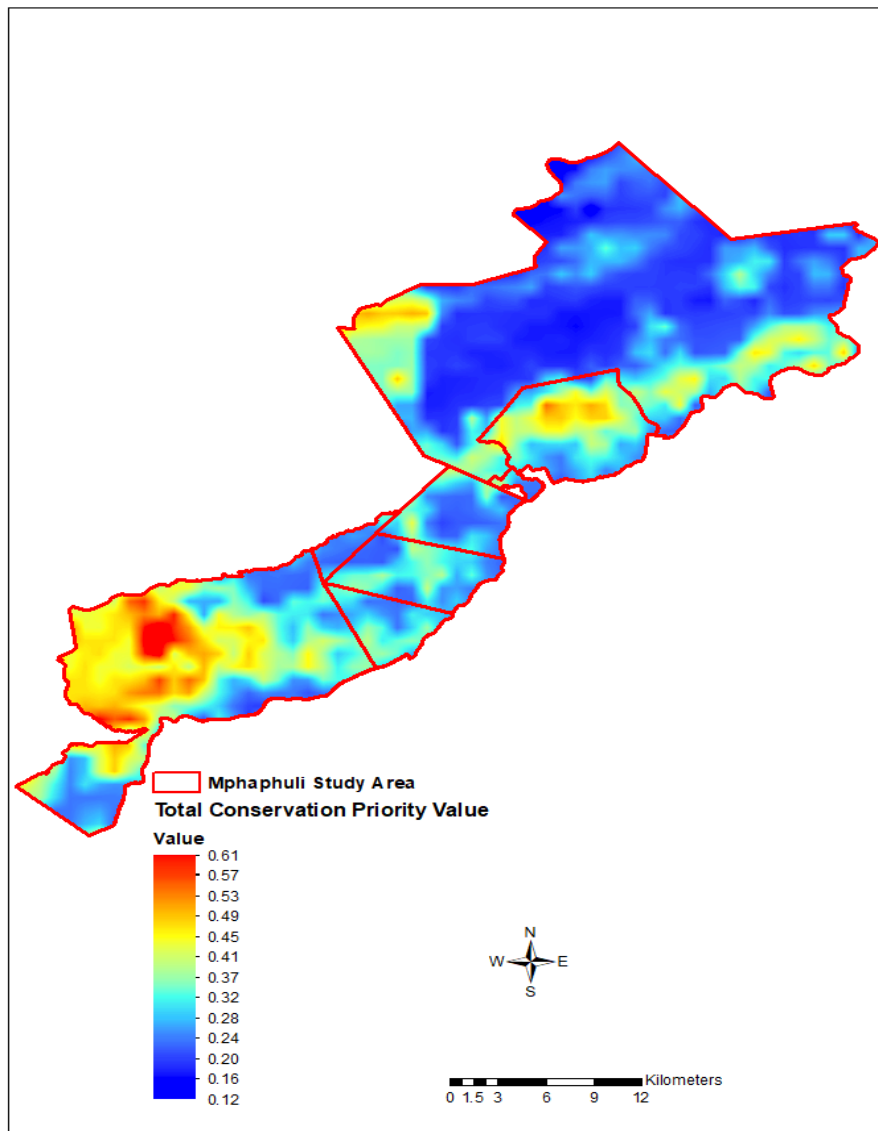 Mphaphuli Study Area
Total Conservation Priority Value
Value
0.61
0.57
0.53
0.49
0.45
0.41
0.37
0.32
0.28
0.24
0.20
0.16
0.12
N
W E
S
Kilometers
0 1.5 3 6 9 12